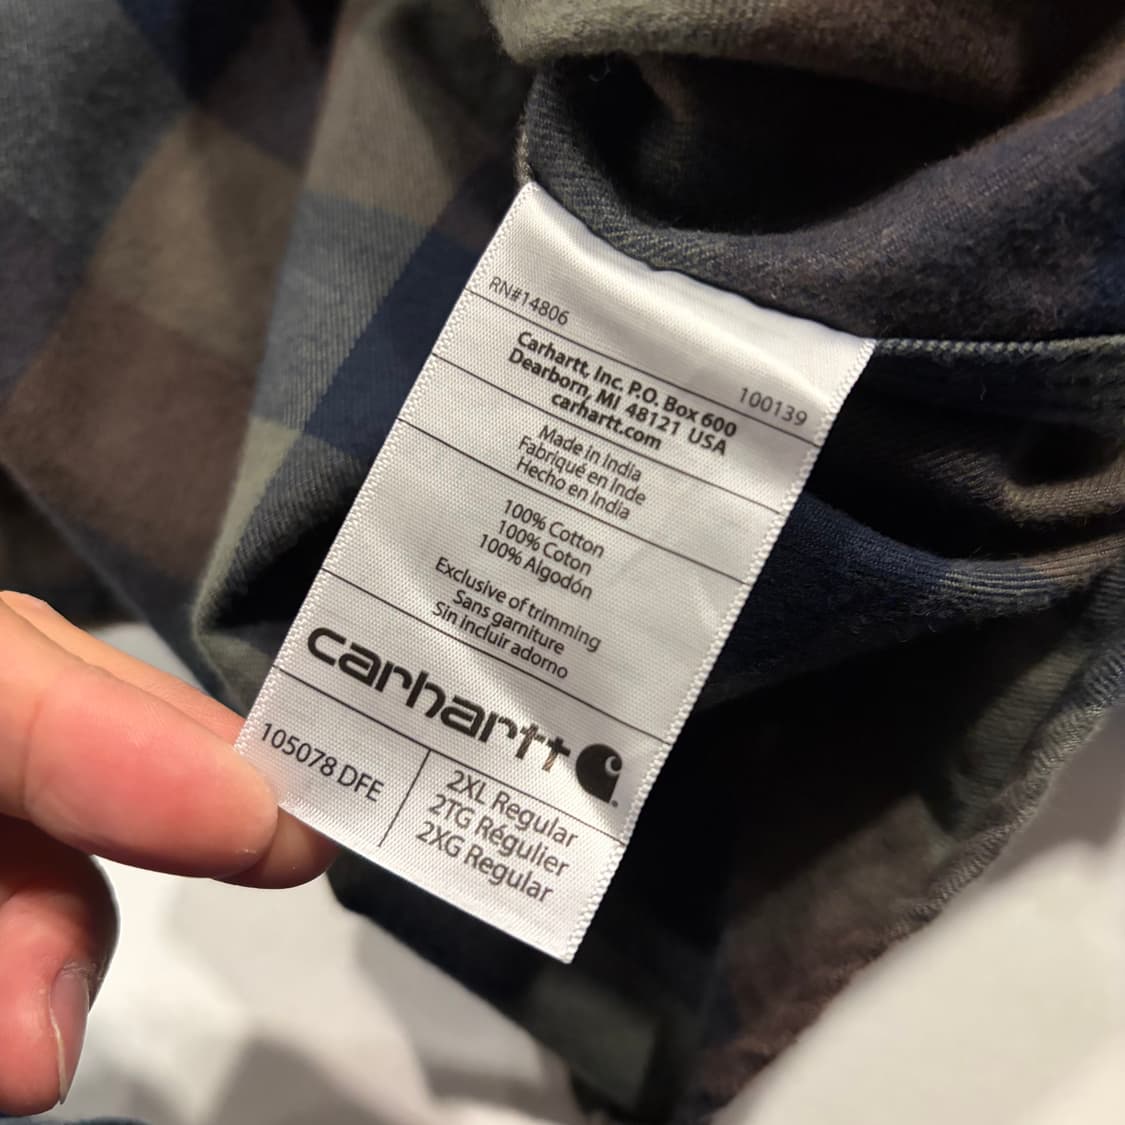 RN#14806
100139
Carhartt, Inc. P.O. Box 600
Dearborn, MI 48121 USA
carhartt.com
Made in India
Fabriqué en Inde
Hecho en India
100% Cotton
100% Coton
100% Algodón
Exclusive of trimming
Sans garniture
Sin incluir adorno
carhartt
105078 DFE
2XL Regular
2TG Régulier
2XG Regular